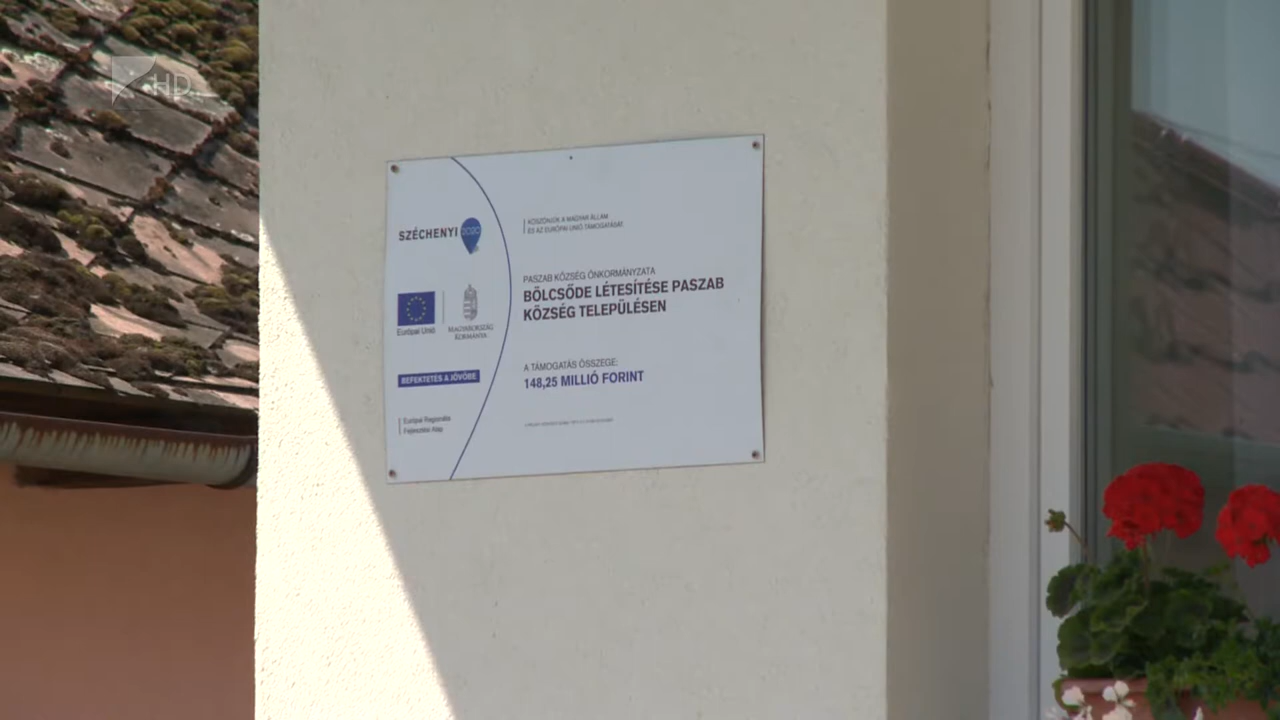 HD
SZÉCHENYI 2020
KÖSZÖNJÜK A MAGYAR ÁLLAM
ÉS AZ EURÓPAI UNIÓ TÁMOGATÁSÁT.
PASZAB KÖZSÉG ÖNKORMÁNYZATA
BÖLCSŐDE LÉTESÍTÉSE PASZAB
KÖZSÉG TELEPÜLÉSEN
Európai Unió
MAGYARORSZÁG
KORMÁNYA
A TÁMOGATÁS ÖSSZEGE:
148,25 MILLIÓ FORINT
BEFEKTETÉS A JÖVŐBE
Európai Regionális
Fejlesztési Alap